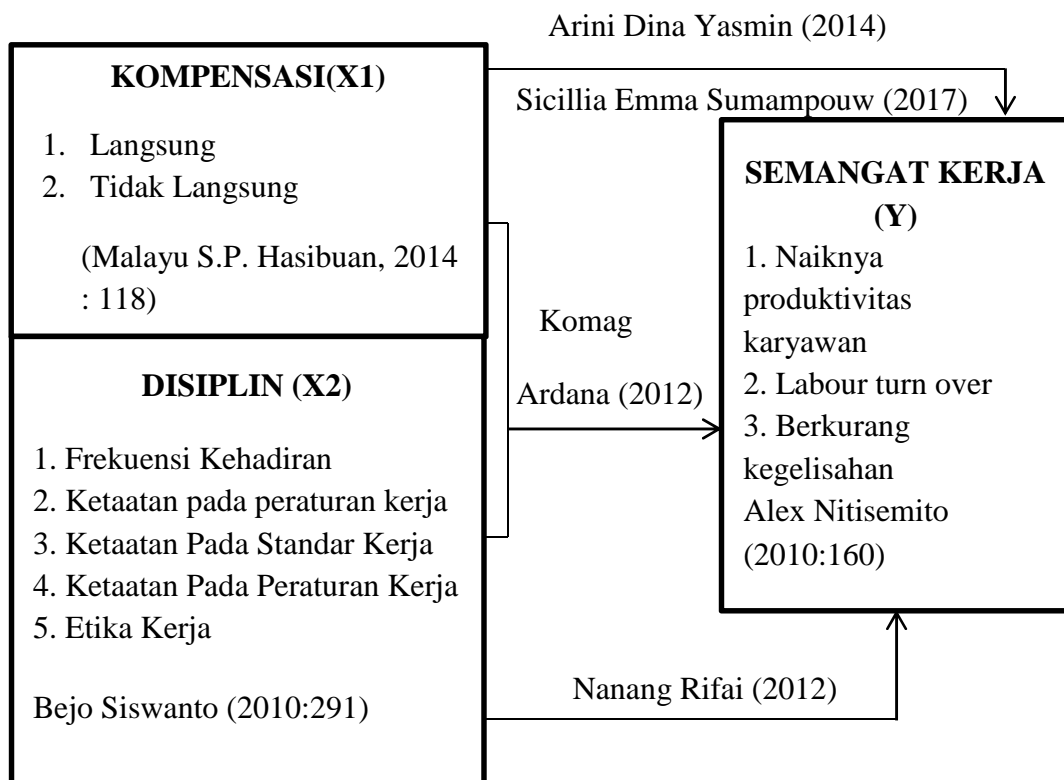 Arini Dina Yasmin (2014)
KOMPENSASI(X1)
Sicillia Emma Sumampouw (2017)
1. Langsung
2. Tidak Langsung
(Malayu S.P. Hasibuan, 2014
: 118)
Komag
Ardana (2012)
DISIPLIN (X2)
1. Frekuensi Kehadiran
2. Ketaatan pada peraturan kerja
3. Ketaatan Pada Standar Kerja
4. Ketaatan Pada Peraturan Kerja
5. Etika Kerja
Bejo Siswanto (2010:291)
Nanang Rifai (2012)
SEMANGAT KERJA
(Y)
1. Naiknya
produktivitas
karyawan
2. Labour turn over
3. Berkurang
kegelisahan
Alex Nitisemito
(2010:160)